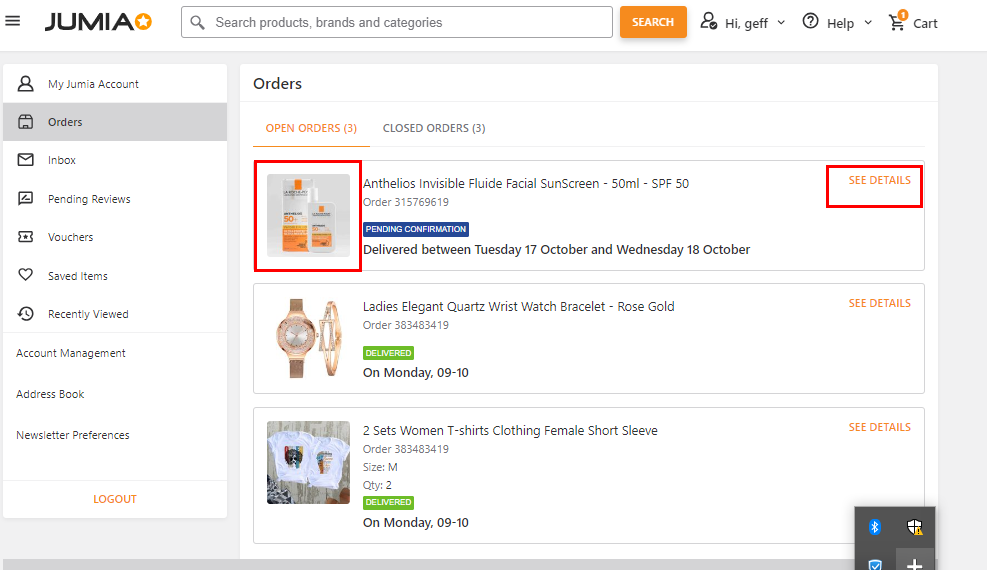 JUMIA
Search products, brands and categories
SEARCH
Hi, geff
Help
1
Cart
My Jumia Account
Orders
Inbox
Pending Reviews
Vouchers
Saved Items
Recently Viewed
Account Management
Address Book
Newsletter Preferences
LOGOUT
Orders
OPEN ORDERS (3)
CLOSED ORDERS (3)
Anthelios Invisible Fluide Facial SunScreen - 50ml - SPF 50
SEE DETAILS
Order 315769619
PENDING CONFIRMATION
Delivered between Tuesday 17 October and Wednesday 18 October
ANTHELIOS
50+
50+
Ladies Elegant Quartz Wrist Watch Bracelet - Rose Gold
SEE DETAILS
Order 383483419
DELIVERED
On Monday, 09-10
2 Sets Women T-shirts Clothing Female Short Sleeve
SEE DETAILS
Order 383483419
Size: M
Qty: 2
DELIVERED
On Monday, 09-10